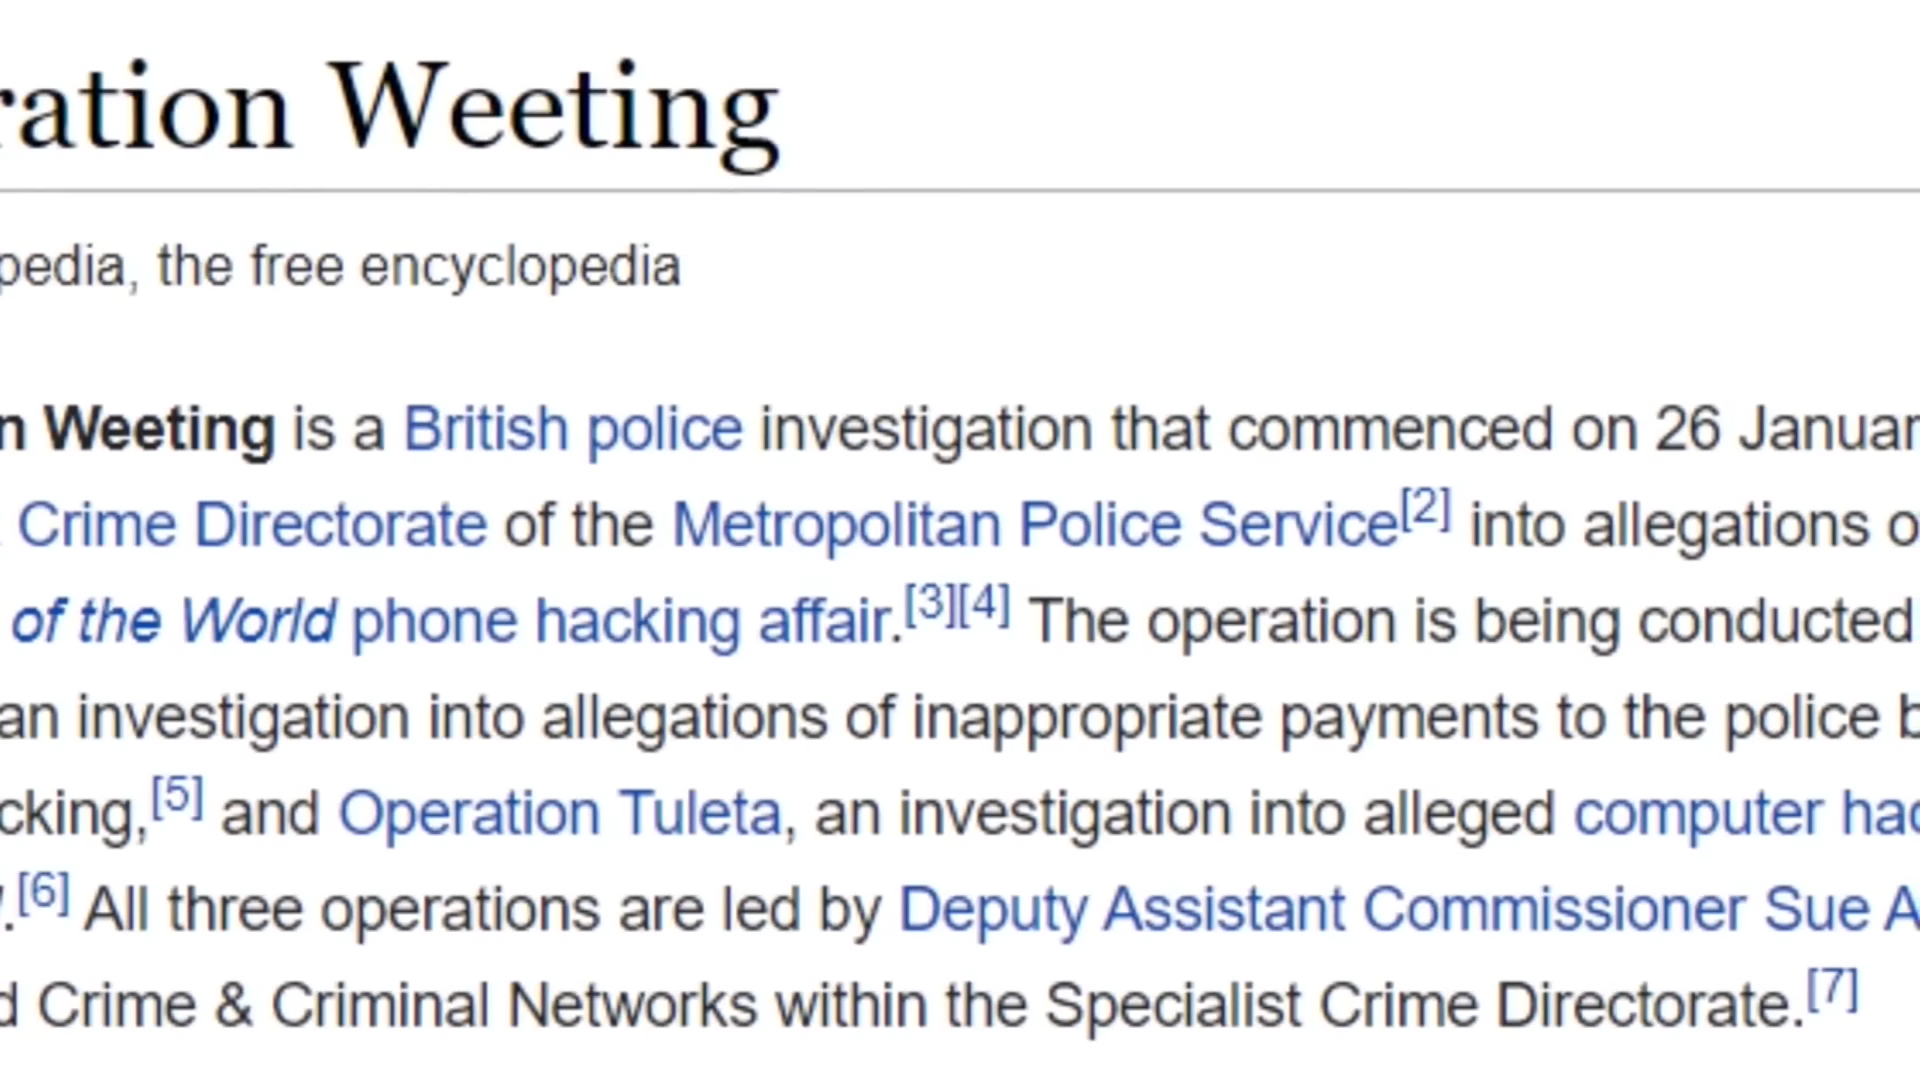 ration Weeting
pedia, the free encyclopedia
n Weeting is a British police investigation that commenced on 26 Januar
Crime Directorate of the Metropolitan Police Service[2] into allegations o
of the World phone hacking affair.[3][4] The operation is being conducted
an investigation into allegations of inappropriate payments to the police b
cking,[5] and Operation Tuleta, an investigation into alleged computer hac
.[6] All three operations are led by Deputy Assistant Commissioner Sue A
d Crime & Criminal Networks within the Specialist Crime Directorate.[7]